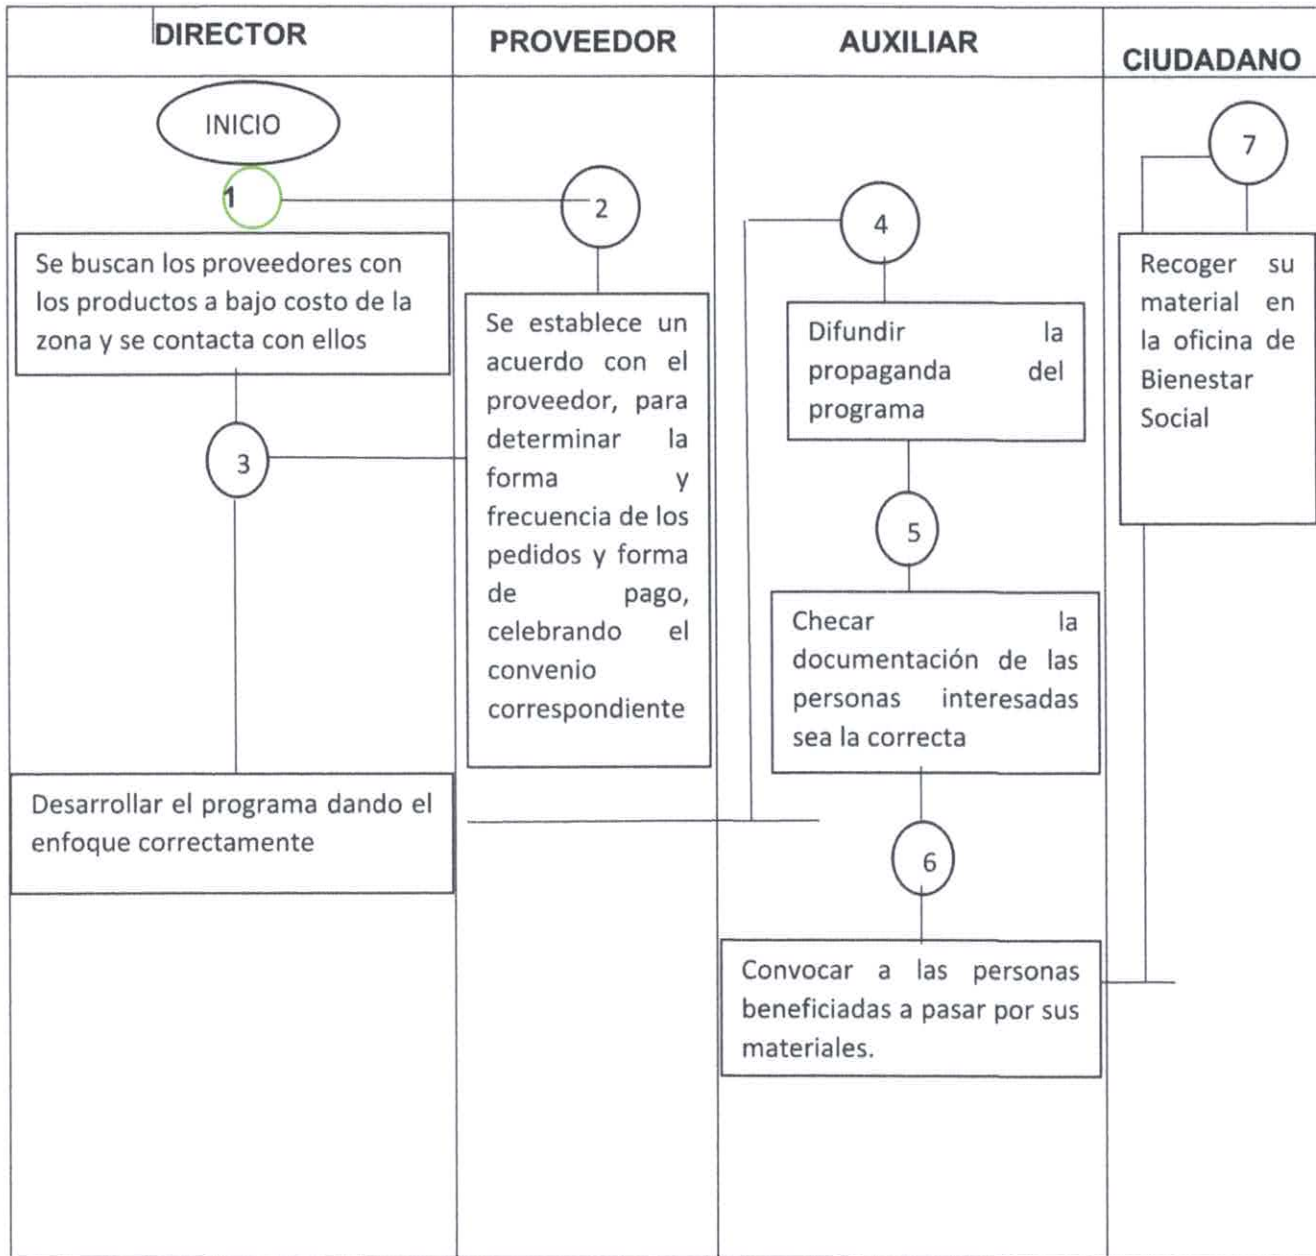 DIRECTOR
PROVEEDOR
AUXILIAR
CIUDADANO
INICIO
1
Se buscan los proveedores con
los productos a bajo costo de la
zona y se contacta con ellos
3
Desarrollar el programa dando el
enfoque correctamente
2
Se establece un
acuerdo con el
proveedor, para
determinar la
forma y
frecuencia de los
pedidos y forma
de pago,
celebrando el
convenio
correspondiente
4
Difundir la
propaganda del
programa
5
Checar la
documentación de las
personas interesadas
sea la correcta
6
Convocar a las personas
beneficiadas a pasar por sus
materiales.
7
Recoger su
material en
la oficina de
Bienestar
Social